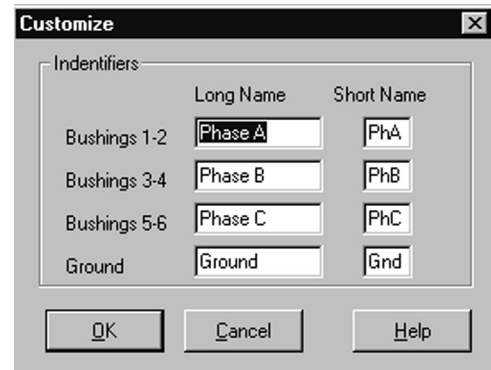 Customize
Indentifiers
Long Name Short Name
Bushings 1-2 Phase A PhA
Bushings 3-4 Phase B PhB
Bushings 5-6 Phase C PhC
Ground Ground Gnd
OK Cancel Help